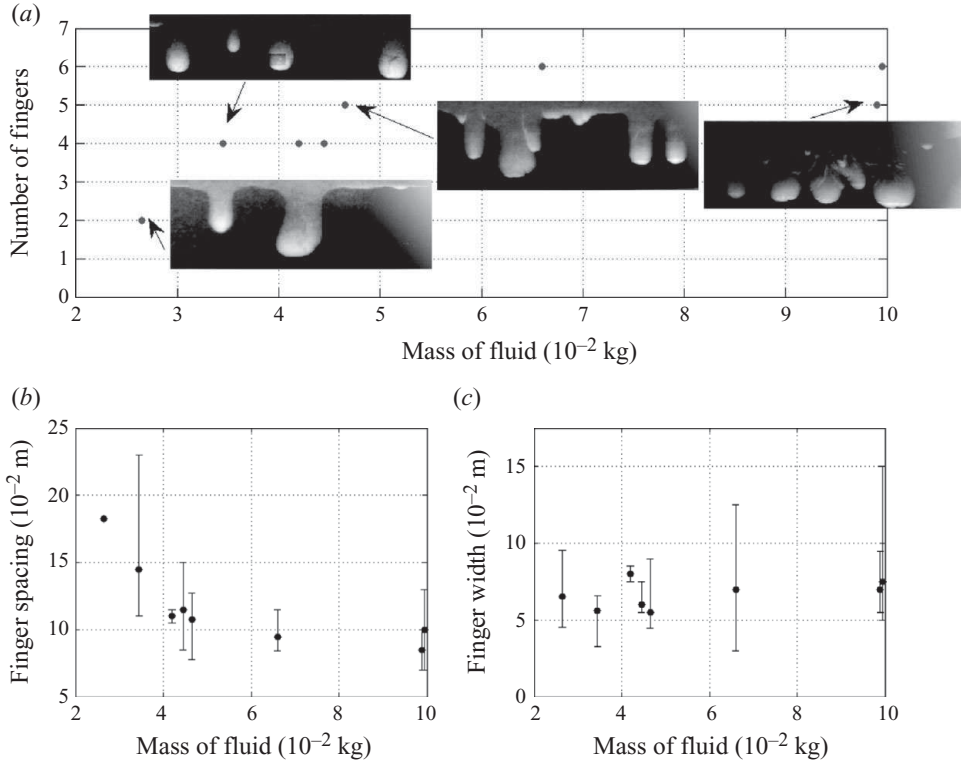 (a)
7
6
5
4
3
2
1
0
Number of fingers
2 3 4 5 6 7 8 9 10
Mass of fluid (10⁻² kg)
(b)
25
20
15
10
5
Finger spacing (10⁻² m)
2 4 6 8 10
Mass of fluid (10⁻² kg)
(c)
15
10
5
0
Finger width (10⁻² m)
2 4 6 8 10
Mass of fluid (10⁻² kg)